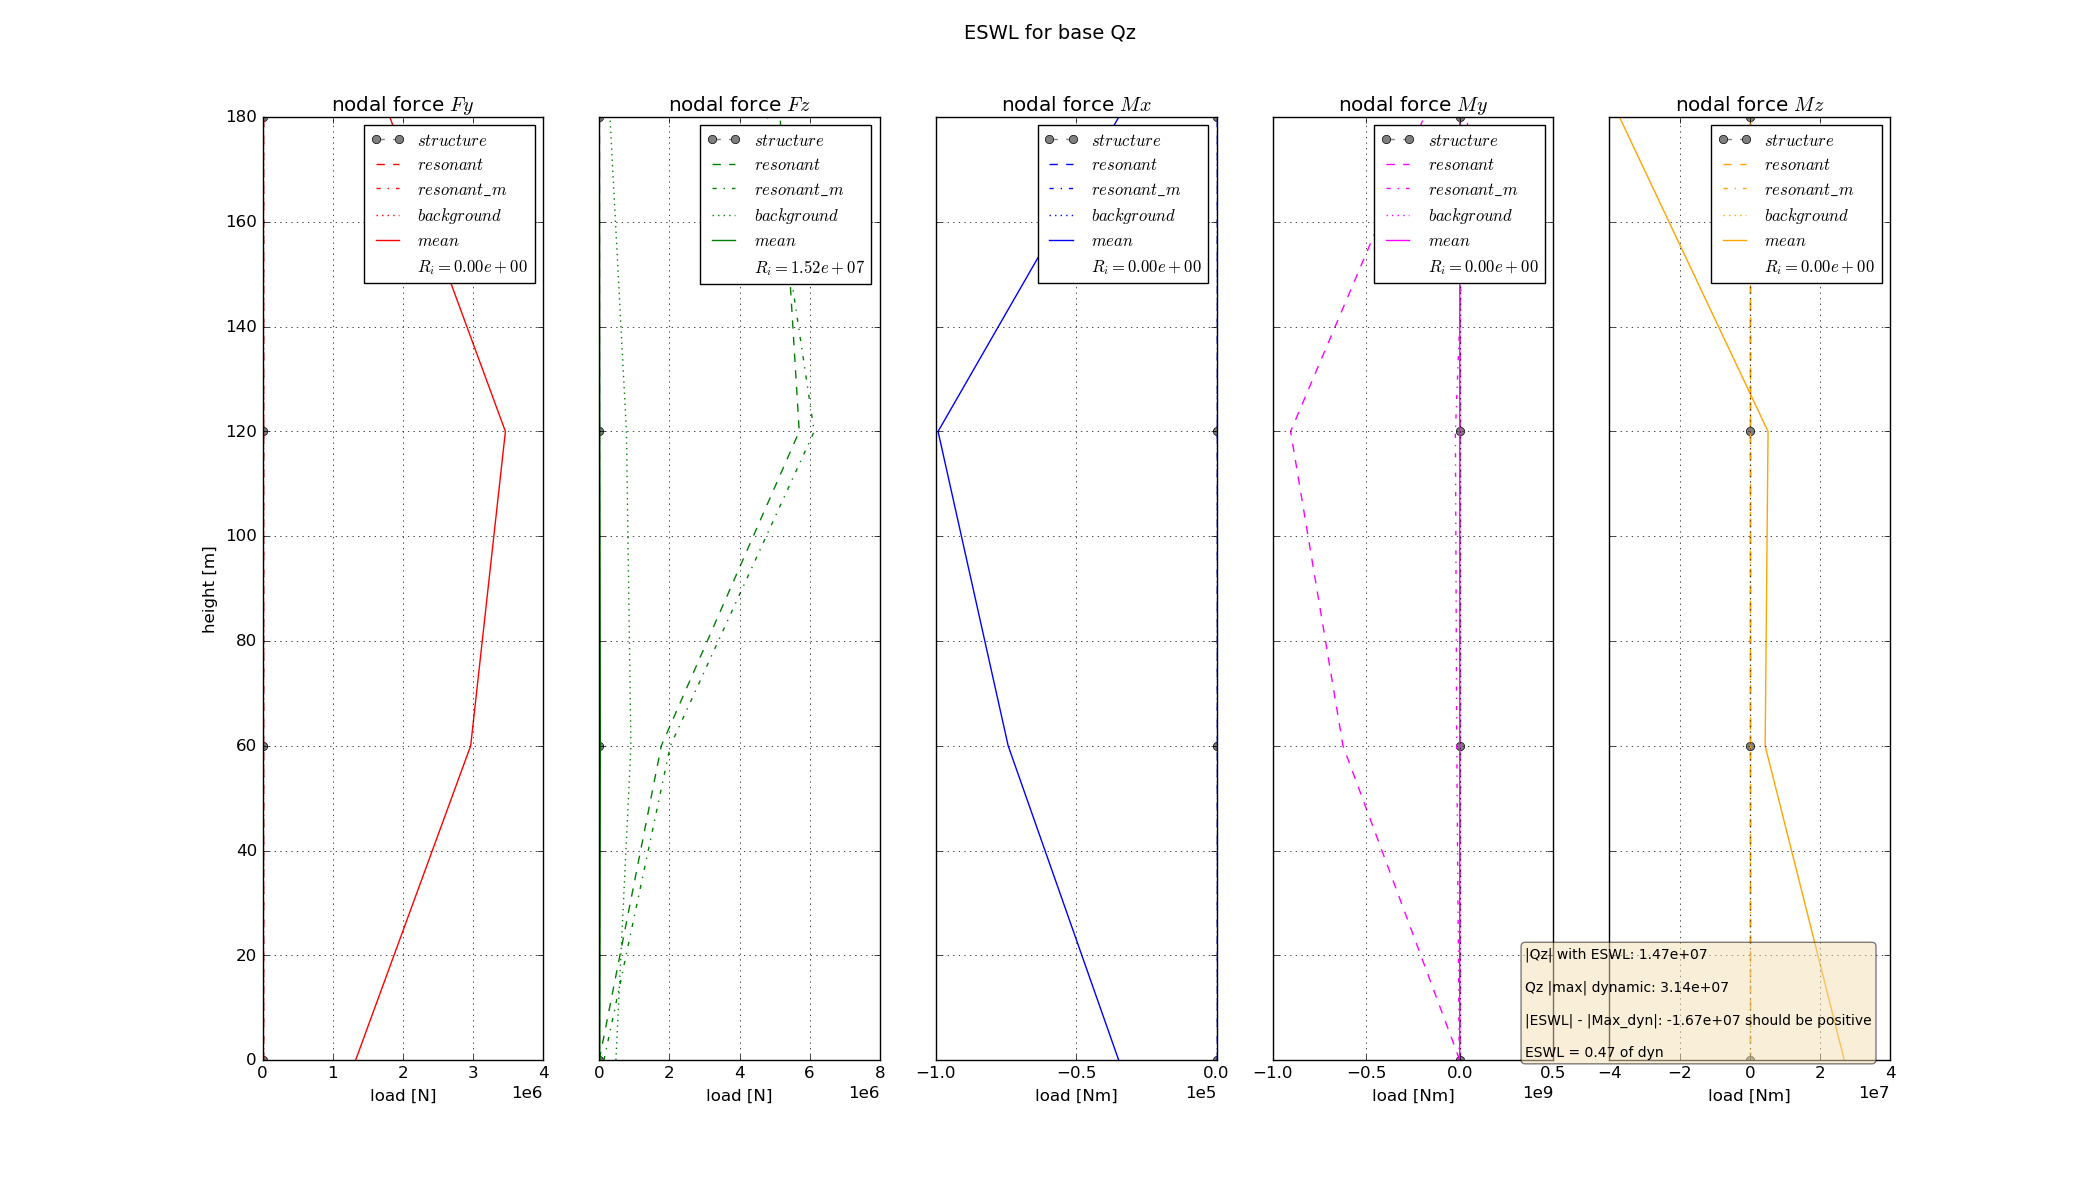 ESWL for base Qz
nodal force Fy
nodal force Fz
nodal force Mx
nodal force My
nodal force Mz
structure
resonant
resonant_m
background
mean
R_i = 0.00e+00
structure
resonant
resonant_m
background
mean
R_i = 1.52e+07
structure
resonant
resonant_m
background
mean
R_i = 0.00e+00
structure
resonant
resonant_m
background
mean
R_i = 0.00e+00
structure
resonant
resonant_m
background
mean
R_i = 0.00e+00
180
160
140
120
100
80
60
40
20
0
height [m]
|Qz| with ESWL: 1.47e+07
Qz |max| dynamic: 3.14e+07
|ESWL| - |Max_dyn|: -1.67e+07 should be positive
ESWL = 0.47 of dyn
0 1 2 3 4
1e6
load [N]
0 2 4 6 8
1e6
load [N]
−1.0 −0.5 0.0
1e5
load [Nm]
−1.0 −0.5 0.0 0.5
1e9
load [Nm]
−4 −2 0 2 4
1e7
load [Nm]